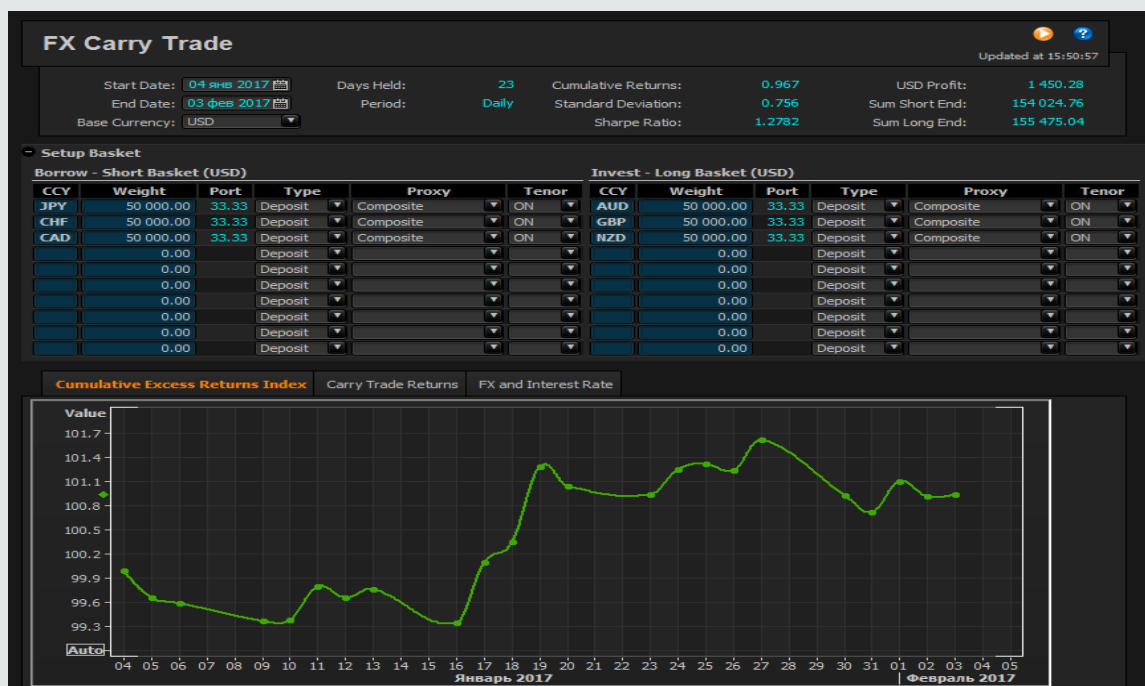 FX Carry Trade
Updated at 15:50:57
Start Date: 04 янв 2017 Days Held: 23 Cumulative Returns: 0.967 USD Profit: 1 450.28
End Date: 03 фев 2017 Period: Daily Standard Deviation: 0.756 Sum Short End: 154 024.76
Base Currency: USD Sharpe Ratio: 1.2782 Sum Long End: 155 475.04
Setup Basket
Borrow - Short Basket (USD) Invest - Long Basket (USD)
CCY Weight Port Type Proxy Tenor CCY Weight Port Type Proxy Tenor
JPY 50 000.00 33.33 Deposit Composite ON AUD 50 000.00 33.33 Deposit Composite ON
CHF 50 000.00 33.33 Deposit Composite ON GBP 50 000.00 33.33 Deposit Composite ON
CAD 50 000.00 33.33 Deposit Composite ON NZD 50 000.00 33.33 Deposit Composite ON
0.00 Deposit 0.00 Deposit
0.00 Deposit 0.00 Deposit
0.00 Deposit 0.00 Deposit
0.00 Deposit 0.00 Deposit
0.00 Deposit 0.00 Deposit
0.00 Deposit 0.00 Deposit
0.00 Deposit 0.00 Deposit
Cumulative Excess Returns Index Carry Trade Returns FX and Interest Rate
Value
101.7
101.4
101.1
100.8
100.5
100.2
99.9
99.6
99.3
Auto
04 05 06 07 08 09 10 11 12 13 14 15 16 17 18 19 20 21 22 23 24 25 26 27 28 29 30 31 01 02 03 04 05
Январь 2017 Февраль 2017